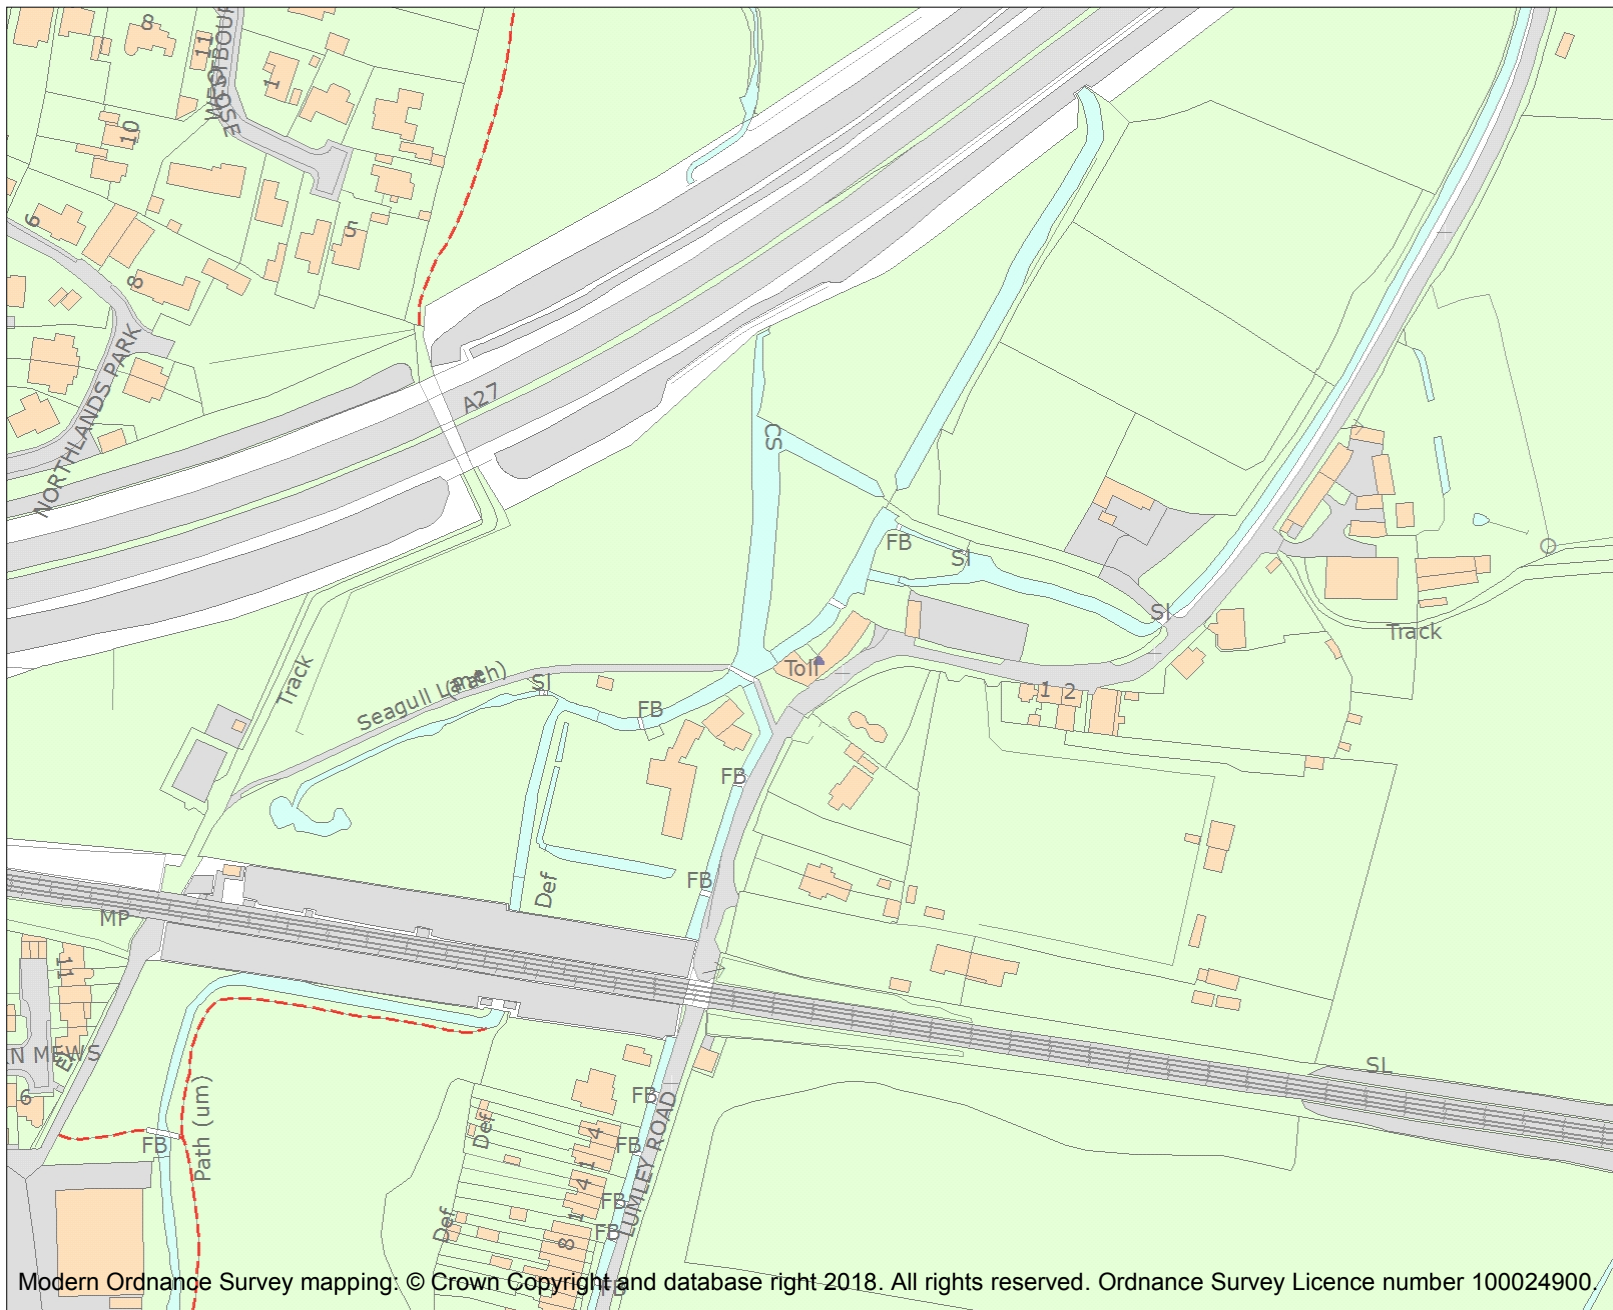 8
11
WESTBOUR
CLOSE
1
10
5
6
8
NORTHLANDS PARK
A27
CS
FB
Sl
Sl
Track
Track
Seagull Lane
(Path)
Sl
Toll
1 2
FB
FB
FB
Def
MP
11
SL
N MEWS
6
FB
Path (um)
FB
Def
4
FB
1
4
FB
1
FB
Def
8
LUMLEY ROAD
FB
Modern Ordnance Survey mapping: © Crown Copyright and database right 2018. All rights reserved. Ordnance Survey Licence number 100024900.